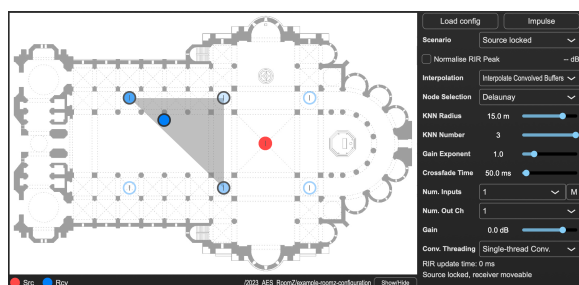 Load config Impulse
Scenario Source locked
Normalise RIR Peak -- dB
Interpolation Interpolate Convolved Buffers
Node Selection Delaunay
KNN Radius 15.0 m
KNN Number 3
Gain Exponent 1.0
Crossfade Time 50.0 ms
Num. Inputs 1 M
Num. Out Ch 1
Gain 0.0 dB
Conv. Threading Single-thread Conv.
RIR update time: 0 ms
Source locked, receiver moveable
Src Rcv /2023_AES_RoomZ/example-roomz-configuration Show/Hide